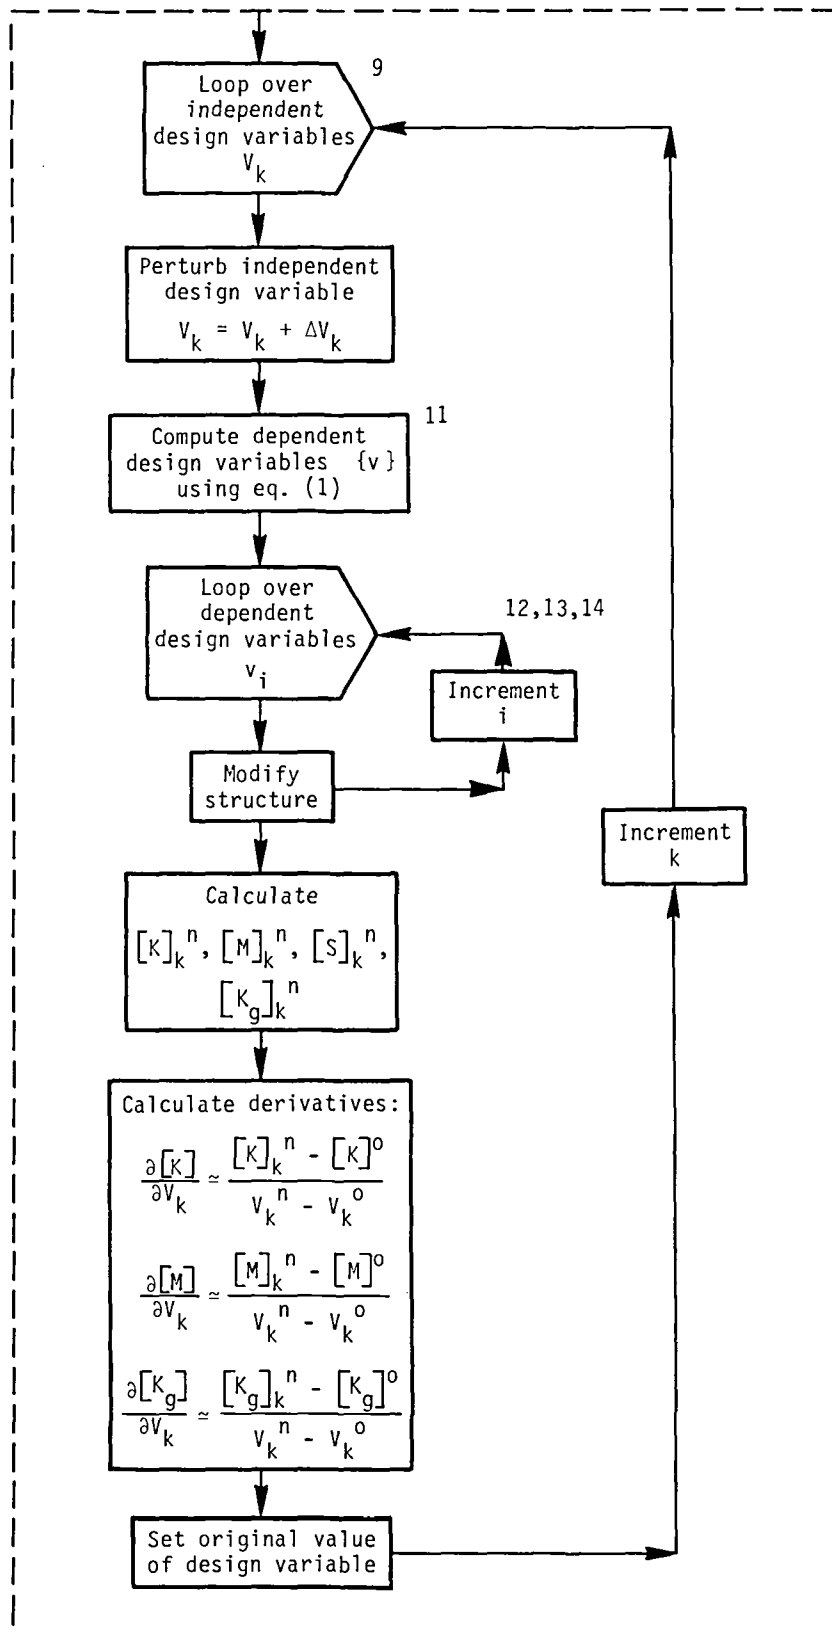 9
Loop over
independent
design variables
V_k
Perturb independent
design variable
V_k = V_k + ΔV_k
11
Compute dependent
design variables {v}
using eq. (1)
Loop over
dependent
design variables
v_i
12,13,14
Increment
i
Modify
structure
Increment
k
Calculate
[K]_k^n, [M]_k^n, [S]_k^n,
[K_g]_k^n
Calculate derivatives:
∂[K]/∂V_k ≃ ([K]_k^n - [K]^o)/(V_k^n - V_k^o)
∂[M]/∂V_k ≃ ([M]_k^n - [M]^o)/(V_k^n - V_k^o)
∂[K_g]/∂V_k ≃ ([K_g]_k^n - [K_g]^o)/(V_k^n - V_k^o)
Set original value
of design variable